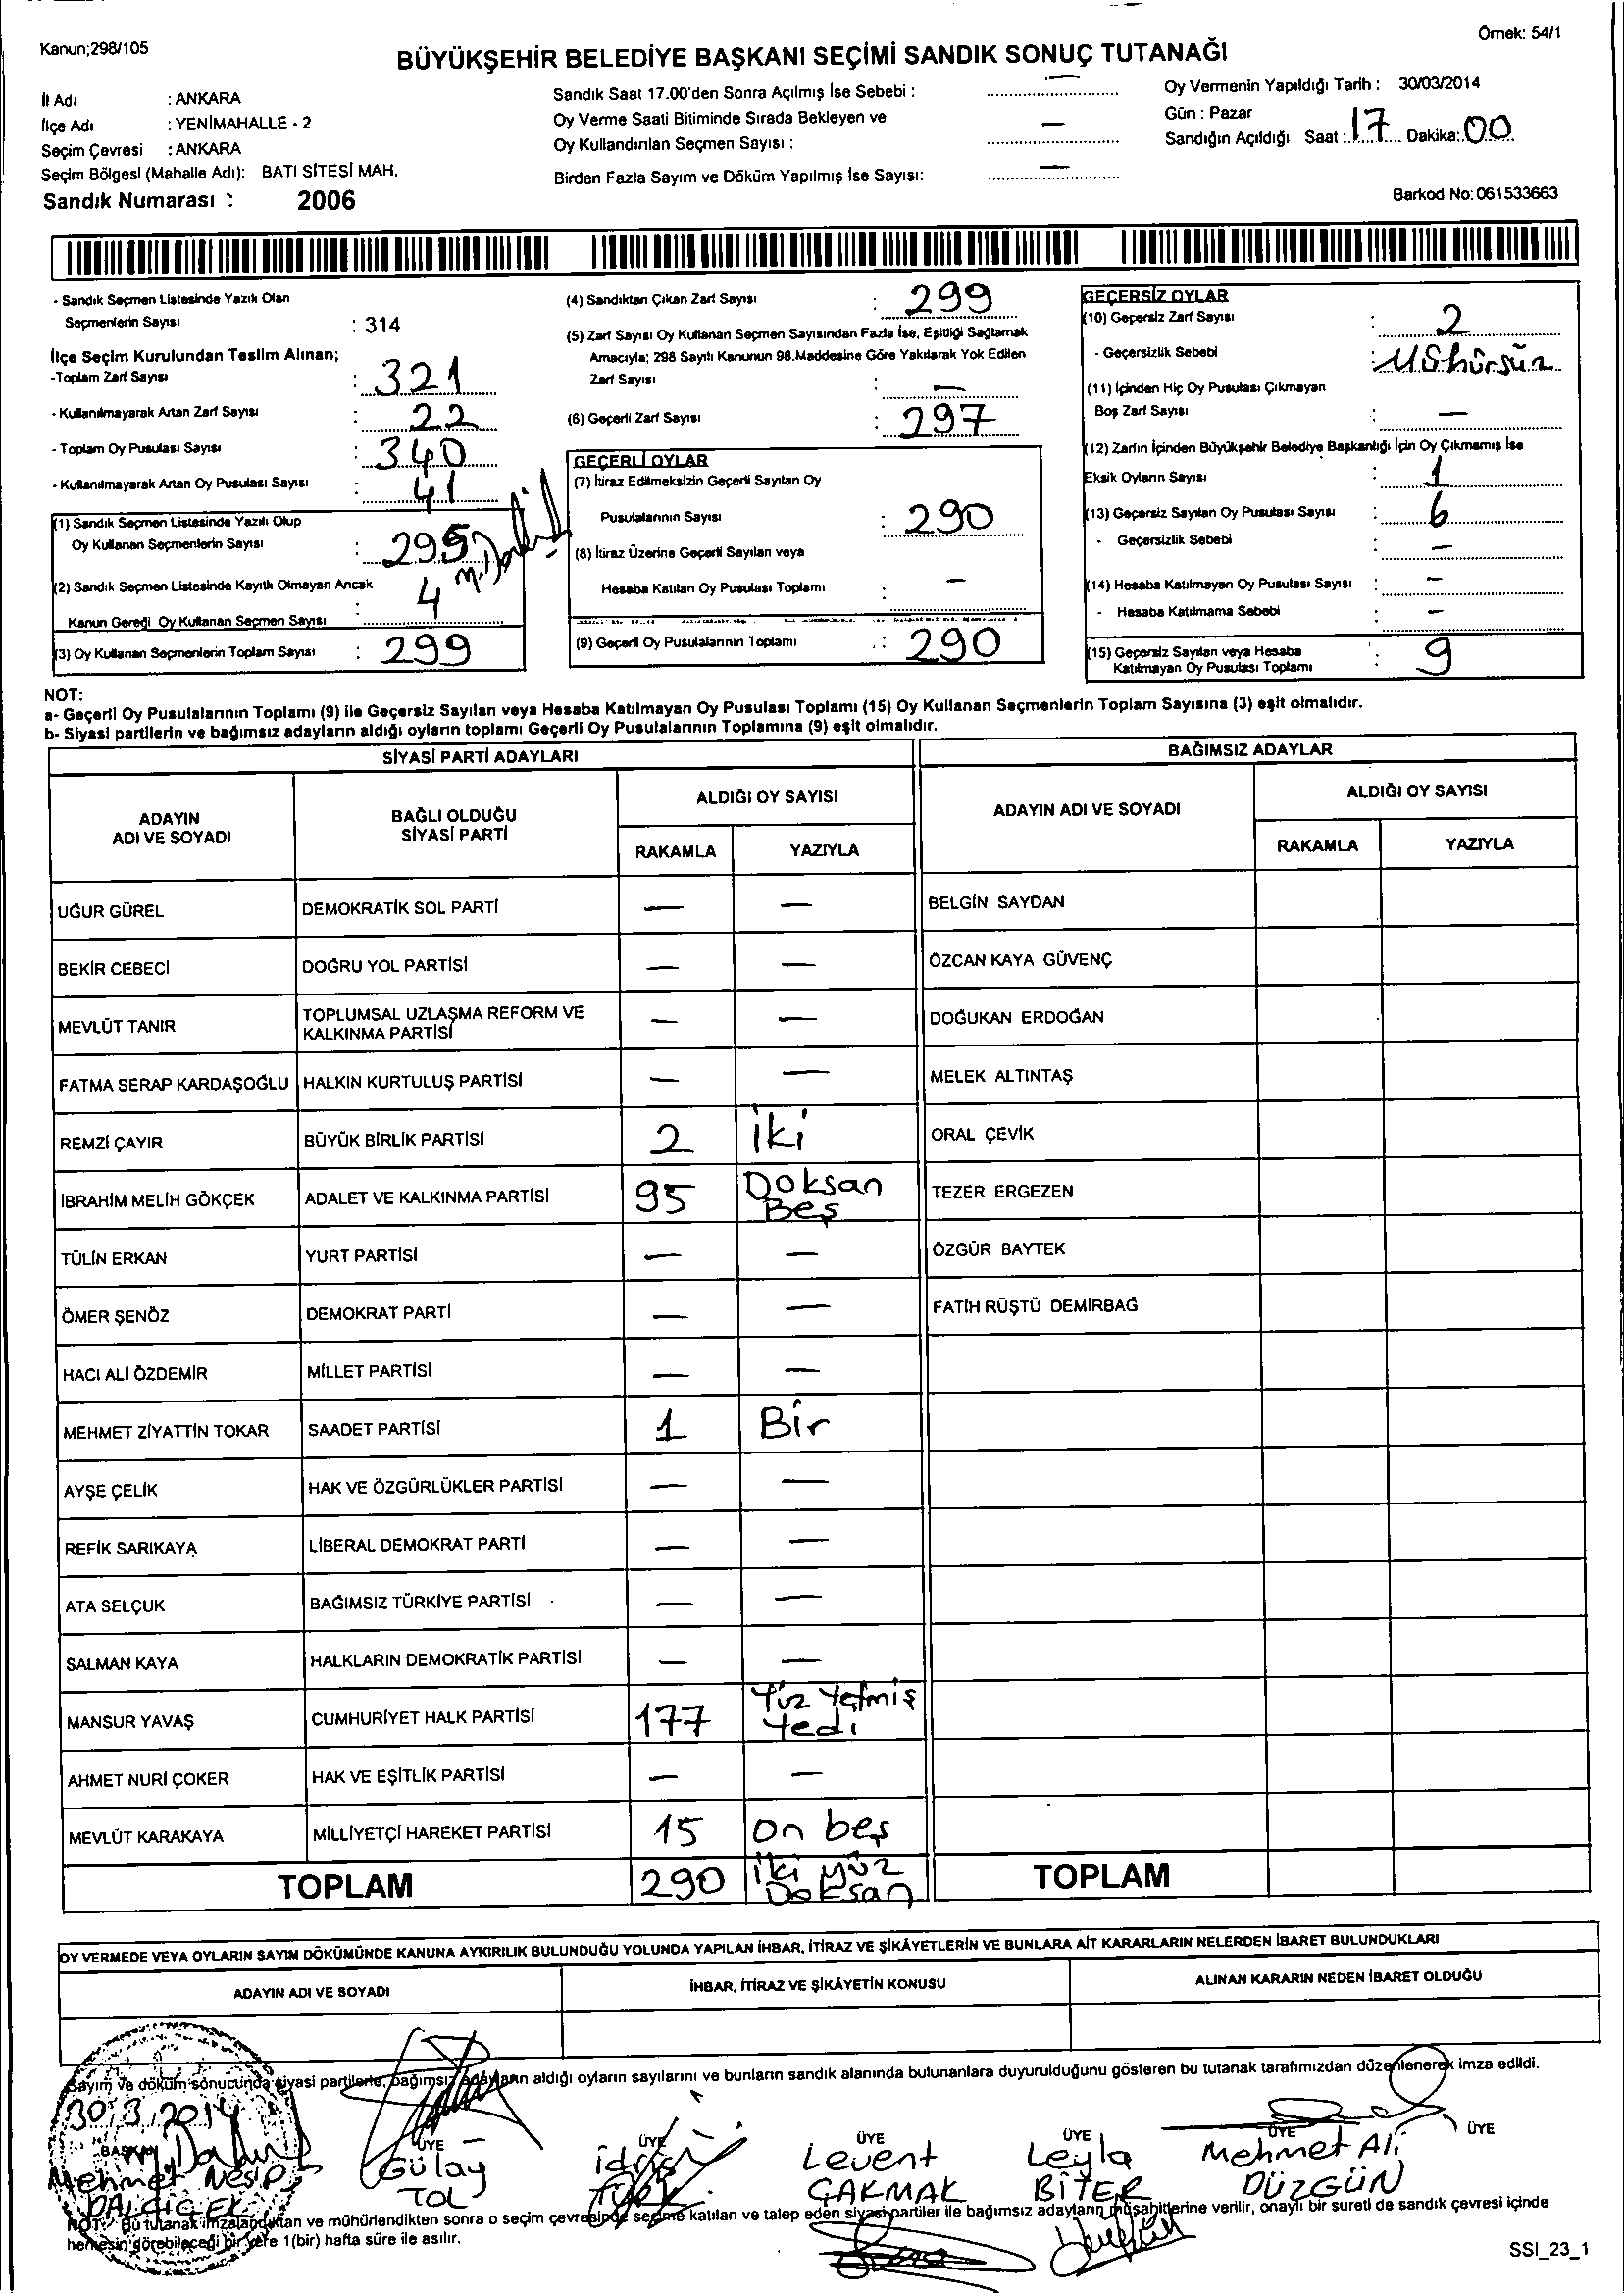 Kanun;298/105
Örnek: 54/1
BÜYÜKŞEHİR BELEDİYE BAŞKANI SEÇİMİ SANDIK SONUÇ TUTANAĞI
İl Adı : ANKARA
İlçe Adı : YENİMAHALLE - 2
Seçim Çevresi : ANKARA
Seçim Bölgesi (Mahalle Adı): BATI SİTESİ MAH.
Sandık Numarası : 2006
Sandık Saat 17.00'den Sonra Açılmış İse Sebebi : —
Oy Verme Saati Bitiminde Sırada Bekleyen ve
Oy Kullandırılan Seçmen Sayısı : —
Birden Fazla Sayım ve Döküm Yapılmış İse Sayısı: —
Oy Vermenin Yapıldığı Tarih : 30/03/2014
Gün : Pazar
Sandığın Açıldığı Saat : 17 Dakika: 00
Barkod No: 061533663
- Sandık Seçmen Listesinde Yazılı Olan
Seçmenlerin Sayısı : 314
İlçe Seçim Kurulundan Teslim Alınan;
-Toplam Zarf Sayısı : 321
- Kullanılmayarak Artan Zarf Sayısı : 22
- Toplam Oy Pusulası Sayısı : 340
- Kullanılmayarak Artan Oy Pusulası Sayısı : 41
(1) Sandık Seçmen Listesinde Yazılı Olup
Oy Kullanan Seçmenlerin Sayısı : 295
(2) Sandık Seçmen Listesinde Kayıtlı Olmayan Ancak
Kanun Gereği Oy Kullanan Seçmen Sayısı : 4
(3) Oy Kullanan Seçmenlerin Toplam Sayısı : 299
(4) Sandıktan Çıkan Zarf Sayısı : 299
(5) Zarf Sayısı Oy Kullanan Seçmen Sayısından Fazla İse, Eşitliği Sağlamak
Amacıyla; 298 Sayılı Kanunun 98.Maddesine Göre Yakılarak Yok Edilen
Zarf Sayısı : —
(6) Geçerli Zarf Sayısı : 297
GEÇERLİ OYLAR
(7) İtiraz Edilmeksizin Geçerli Sayılan Oy
Pusulalarının Sayısı : 290
(8) İtiraz Üzerine Geçerli Sayılan veya
Hesaba Katılan Oy Pusulası Toplamı : —
(9) Geçerli Oy Pusulalarının Toplamı : 290
GEÇERSİZ OYLAR
(10) Geçersiz Zarf Sayısı : 2
- Geçersizlik Sebebi : Mühürsüz
(11) İçinden Hiç Oy Pusulası Çıkmayan
Boş Zarf Sayısı : —
(12) Zarfın İçinden Büyükşehir Belediye Başkanlığı İçin Oy Çıkmamış İse
Eksik Oyların Sayısı : 1
(13) Geçersiz Sayılan Oy Pusulası Sayısı : 6
- Geçersizlik Sebebi : —
(14) Hesaba Katılmayan Oy Pusulası Sayısı : —
- Hesaba Katılmama Sebebi : —
(15) Geçersiz Sayılan veya Hesaba
Katılmayan Oy Pusulası Toplamı : 9
NOT:
a- Geçerli Oy Pusulalarının Toplamı (9) ile Geçersiz Sayılan veya Hesaba Katılmayan Oy Pusulası Toplamı (15) Oy Kullanan Seçmenlerin Toplam Sayısına (3) eşit olmalıdır.
b- Siyasi partilerin ve bağımsız adayların aldığı oyların toplamı Geçerli Oy Pusulalarının Toplamına (9) eşit olmalıdır.
SİYASİ PARTİ ADAYLARI
BAĞIMSIZ ADAYLAR
ADAYIN
ADI VE SOYADI
BAĞLI OLDUĞU
SİYASİ PARTİ
ALDIĞI OY SAYISI
RAKAMLA YAZIYLA
ADAYIN ADI VE SOYADI
ALDIĞI OY SAYISI
RAKAMLA YAZIYLA
UĞUR GÜREL DEMOKRATİK SOL PARTİ — — BELGİN SAYDAN
BEKİR CEBECİ DOĞRU YOL PARTİSİ — — ÖZCAN KAYA GÜVENÇ
MEVLÜT TANIR TOPLUMSAL UZLAŞMA REFORM VE
KALKINMA PARTİSİ — — DOĞUKAN ERDOĞAN
FATMA SERAP KARDAŞOĞLU HALKIN KURTULUŞ PARTİSİ — — MELEK ALTINTAŞ
REMZİ ÇAYIR BÜYÜK BİRLİK PARTİSİ 2 iki ORAL ÇEVİK
İBRAHİM MELİH GÖKÇEK ADALET VE KALKINMA PARTİSİ 95 Doksan
Beş TEZER ERGEZEN
TÜLİN ERKAN YURT PARTİSİ — — ÖZGÜR BAYTEK
ÖMER ŞENÖZ DEMOKRAT PARTİ — — FATİH RÜŞTÜ DEMİRBAĞ
HACI ALİ ÖZDEMİR MİLLET PARTİSİ — —
MEHMET ZİYATTİN TOKAR SAADET PARTİSİ 1 Bir
AYŞE ÇELİK HAK VE ÖZGÜRLÜKLER PARTİSİ — —
REFİK SARIKAYA LİBERAL DEMOKRAT PARTİ — —
ATA SELÇUK BAĞIMSIZ TÜRKİYE PARTİSİ — —
SALMAN KAYA HALKLARIN DEMOKRATİK PARTİSİ — —
MANSUR YAVAŞ CUMHURİYET HALK PARTİSİ 177 Yüz Yetmiş
Yedi
AHMET NURİ ÇOKER HAK VE EŞİTLİK PARTİSİ — —
MEVLÜT KARAKAYA MİLLİYETÇİ HAREKET PARTİSİ 15 on beş
TOPLAM 290 iki yüz
Doksan TOPLAM
OY VERMEDE VEYA OYLARIN SAYIM DÖKÜMÜNDE KANUNA AYKIRILIK BULUNDUĞU YOLUNDA YAPILAN İHBAR, İTİRAZ VE ŞİKÂYETLERİN VE BUNLARA AİT KARARLARIN NELERDEN İBARET BULUNDUKLARI
ADAYIN ADI VE SOYADI İHBAR, İTİRAZ VE ŞİKÂYETİN KONUSU ALINAN KARARIN NEDEN İBARET OLDUĞU
Sayım ve döküm sonucunda siyasi partilerle, bağımsız adayların aldığı oyların sayılarını ve bunların sandık alanında bulunanlara duyurulduğunu gösteren bu tutanak tarafımızdan düzenlenerek imza edildi.
30.3.2014
BAŞKAN ÜYE ÜYE ÜYE ÜYE ÜYE ÜYE
Mehmet Nesip Gülay idris Levent Leyla Mehmet Ali
TOL ÇAKMAK BİTER DÜZGÜN
NOT: Bu tutanak imzalandıktan ve mühürlendikten sonra o seçim çevresinde seçime katılan ve talep eden siyasi partiler ile bağımsız adayların müşahitlerine verilir, onaylı bir sureti de sandık çevresi içinde
herkesin görebileceği bir yere 1(bir) hafta süre ile asılır.
SSI_23_1